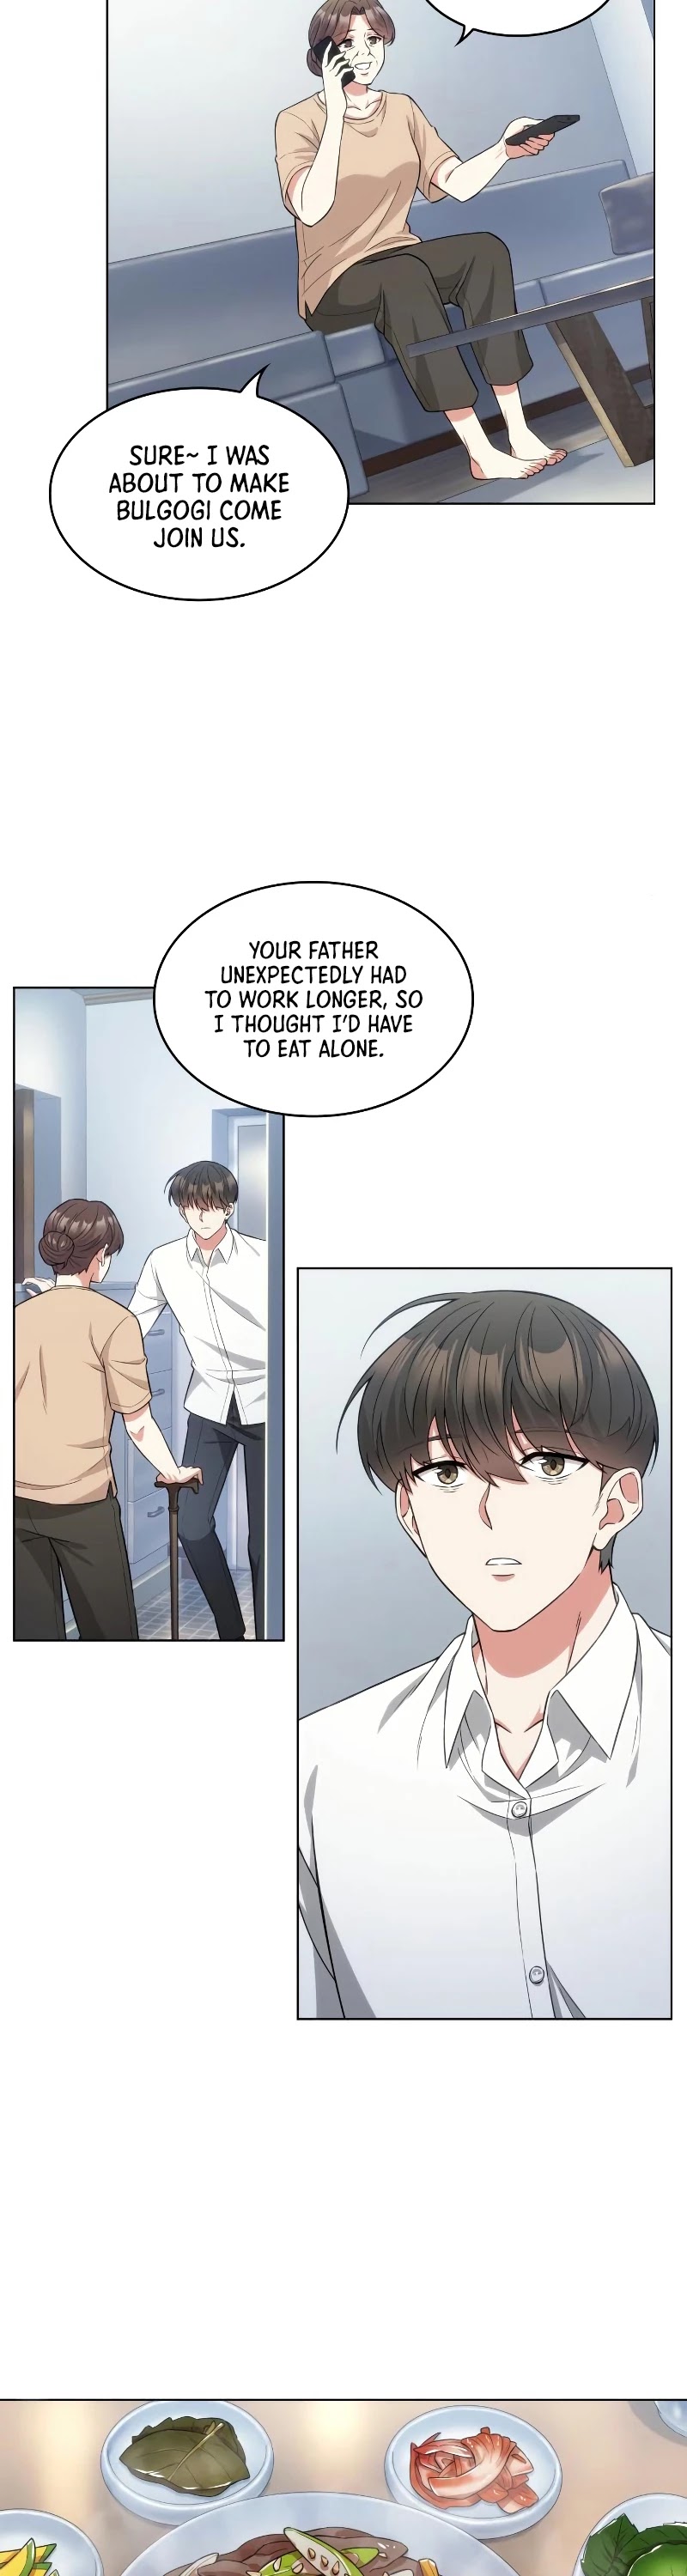 SURE~ I WAS
ABOUT TO MAKE
BULGOGI COME
JOIN US.
YOUR FATHER
UNEXPECTEDLY HAD
TO WORK LONGER, SO
I THOUGHT I'D HAVE
TO EAT ALONE.